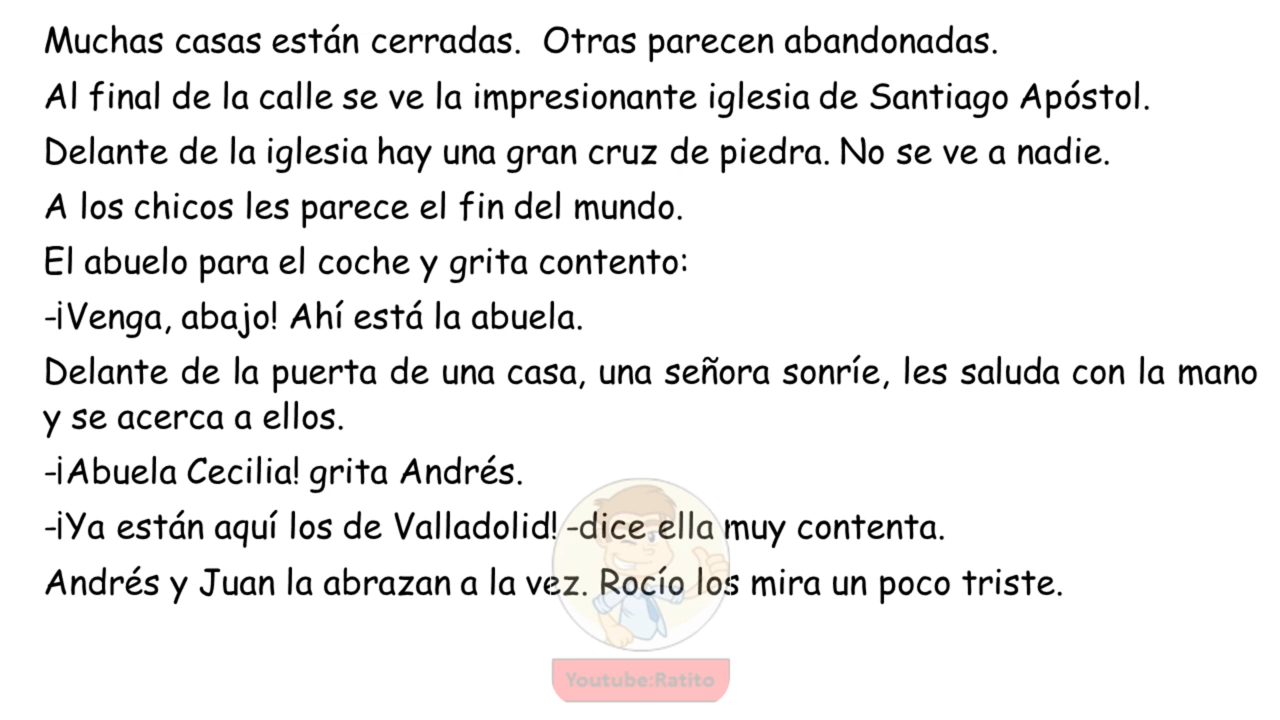 Muchas casas están cerradas.  Otras parecen abandonadas.
Al final de la calle se ve la impresionante iglesia de Santiago Apóstol.
Delante de la iglesia hay una gran cruz de piedra. No se ve a nadie.
A los chicos les parece el fin del mundo.
El abuelo para el coche y grita contento:
-¡Venga, abajo! Ahí está la abuela.
Delante de la puerta de una casa, una señora sonríe, les saluda con la mano
y se acerca a ellos.
-¡Abuela Cecilia! grita Andrés.
-¡Ya están aquí los de Valladolid! -dice ella muy contenta.
Andrés y Juan la abrazan a la vez. Rocío los mira un poco triste.
Youtube:Ratito